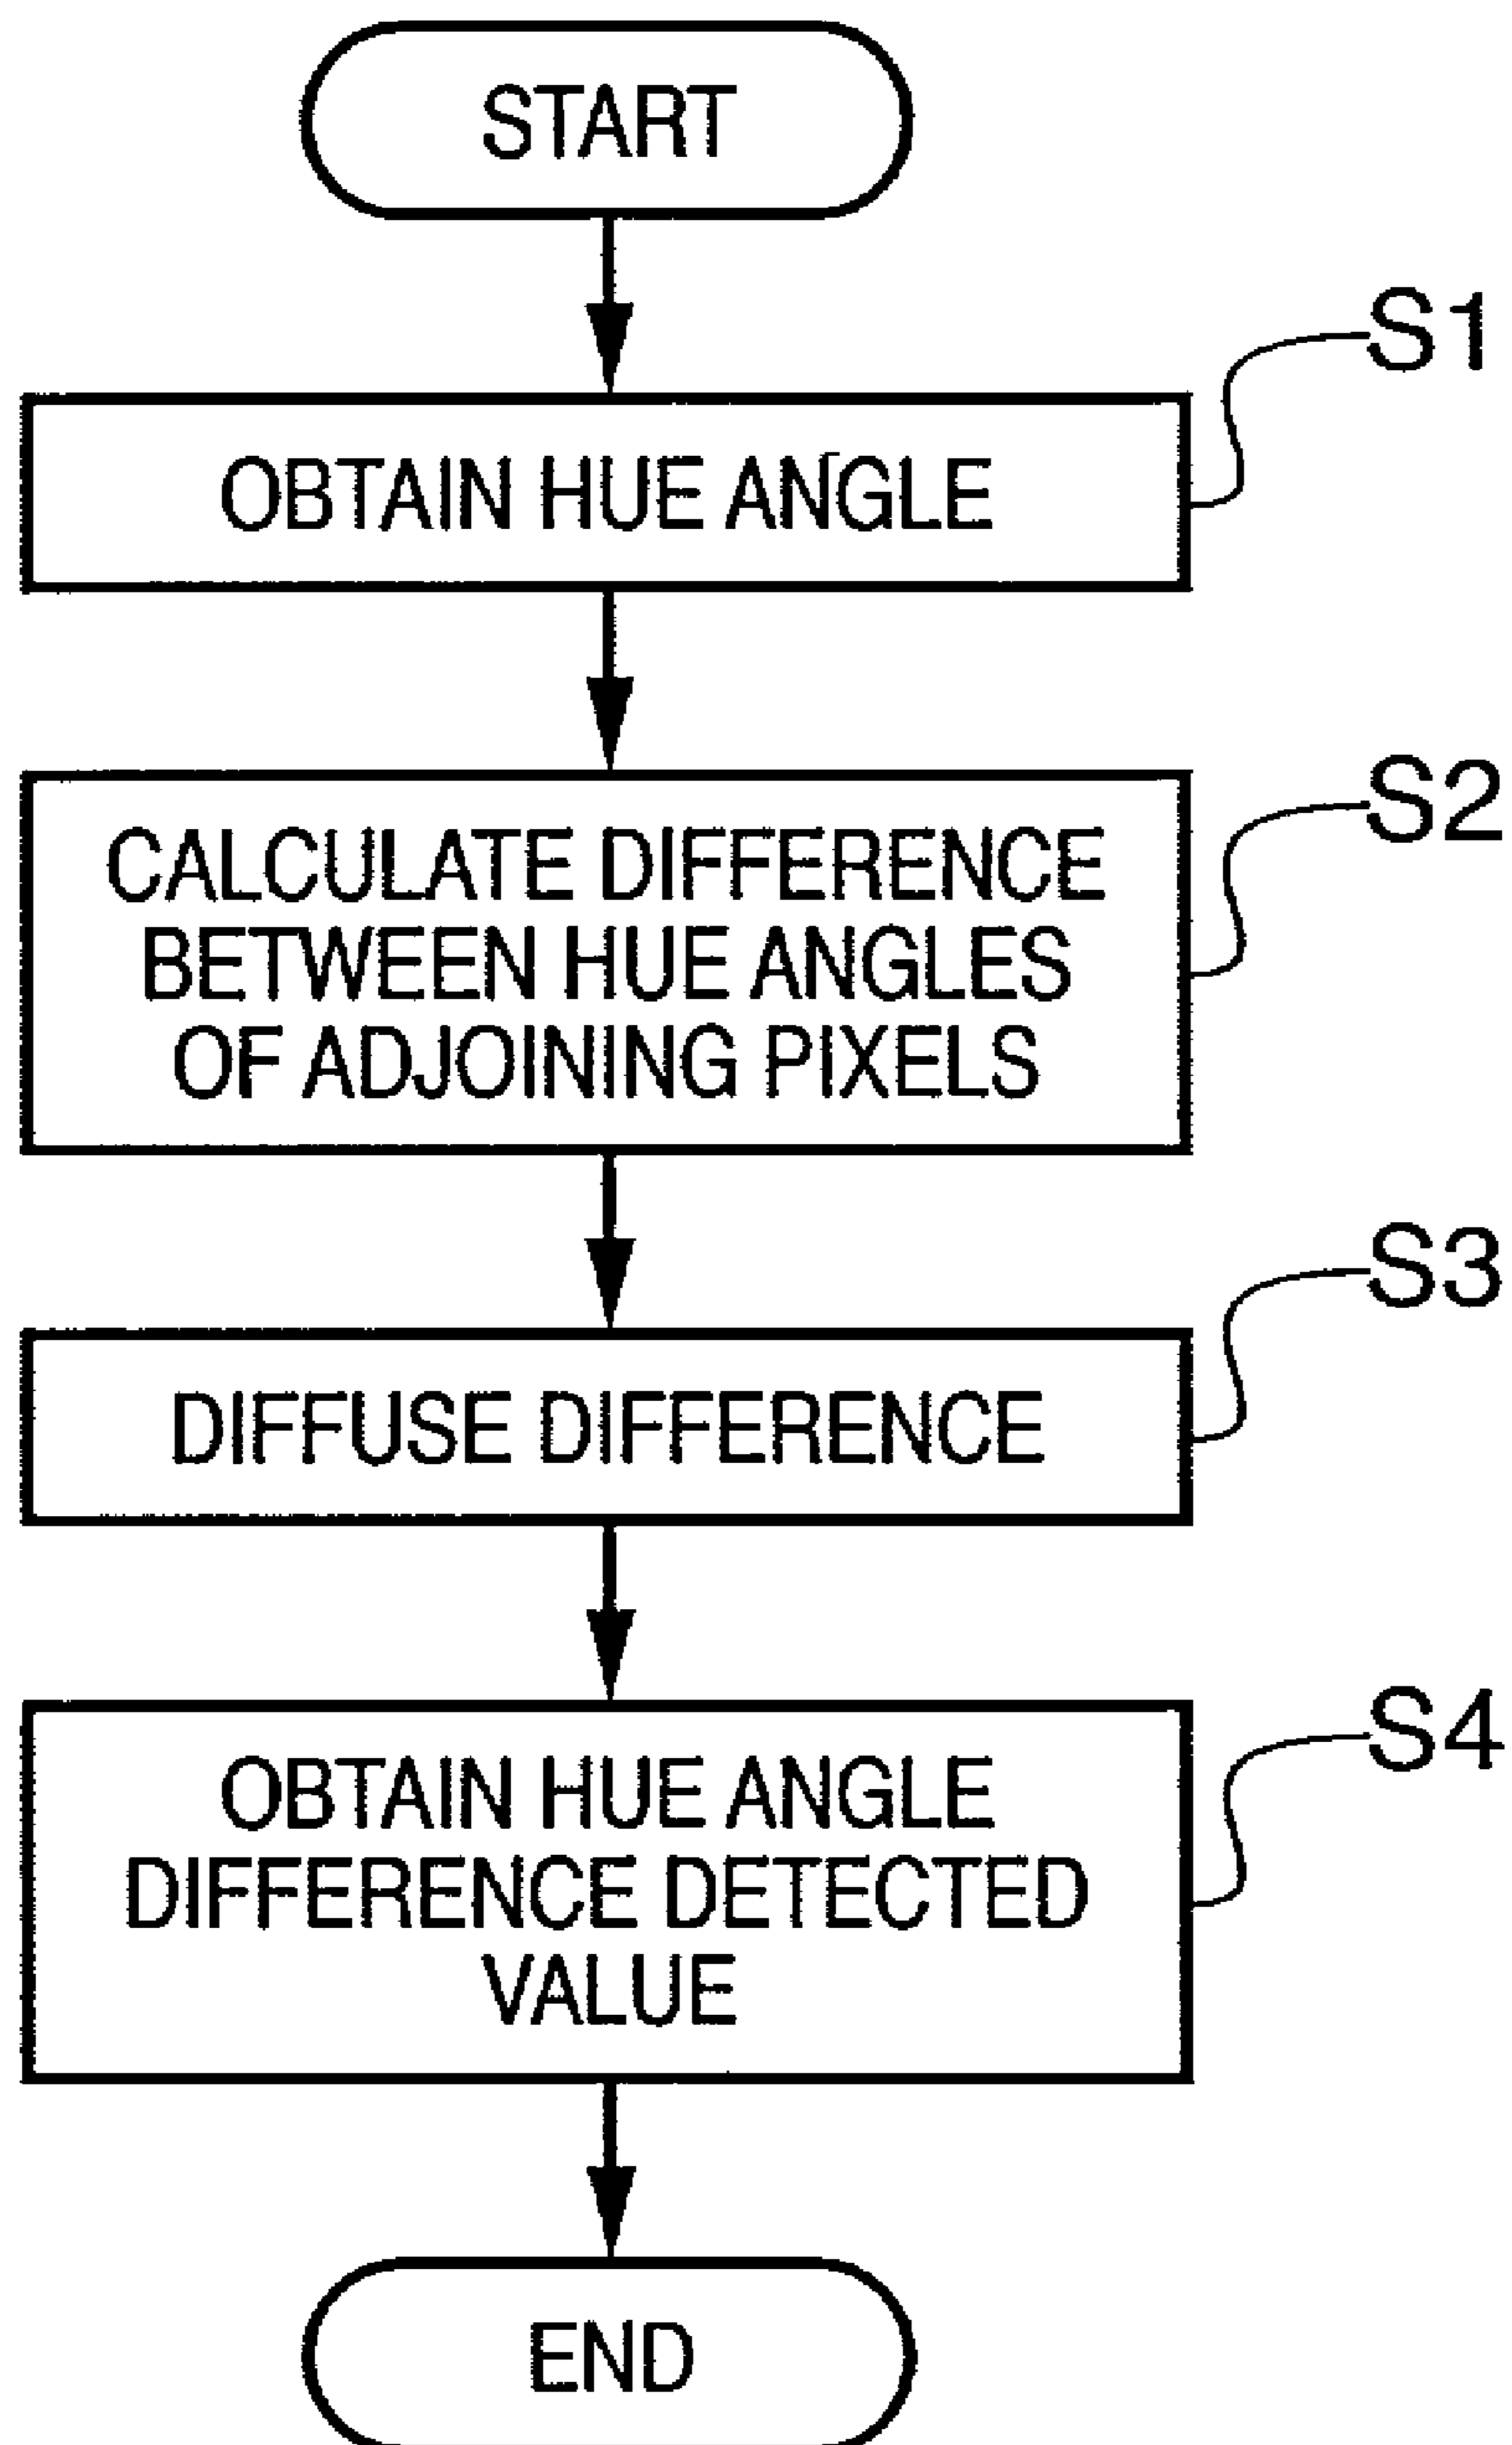 START
S1
OBTAIN HUE ANGLE
S2
CALCULATE DIFFERENCE
BETWEEN HUE ANGLES
OF ADJOINING PIXELS
S3
DIFFUSE DIFFERENCE
S4
OBTAIN HUE ANGLE
DIFFERENCE DETECTED
VALUE
END